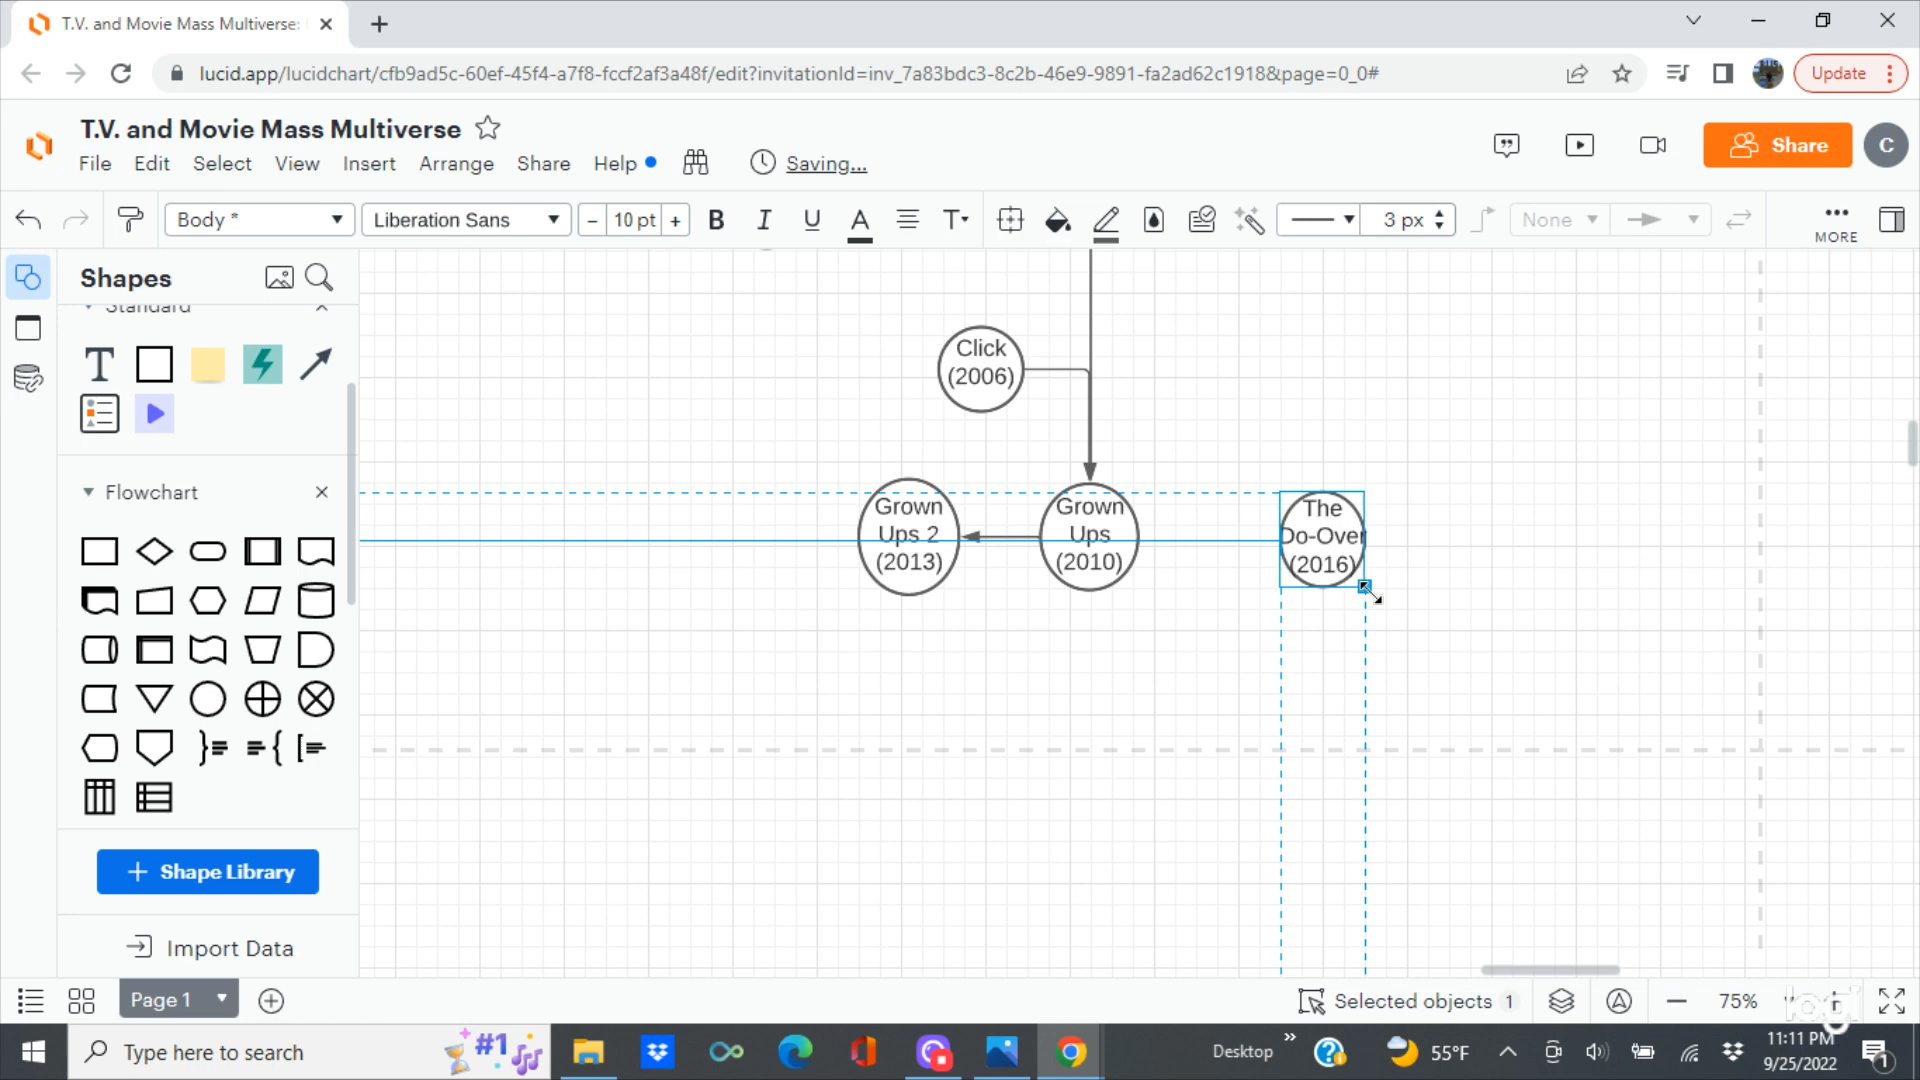 T.V. and Movie Mass Multiverse:
lucid.app/lucidchart/cfb9ad5c-60ef-45f4-a7f8-fccf2af3a48f/edit?invitationId=inv_7a83bdc3-8c2b-46e9-9891-fa2ad62c1918&page=0_0#
Update
T.V. and Movie Mass Multiverse
File Edit Select View Insert Arrange Share Help
Saving...
Share
C
Body *
Liberation Sans
− 10 pt +
B I U A T
3 px
None
MORE
Shapes
Standard
T
Flowchart
Shape Library
Import Data
Click
(2006)
Grown
Ups 2
(2013)
Grown
Ups
(2010)
The
Do-Over
(2016)
Page 1
Selected objects 1
75%
logi
Type here to search
#1
Desktop
55°F
11:11 PM
9/25/2022
1